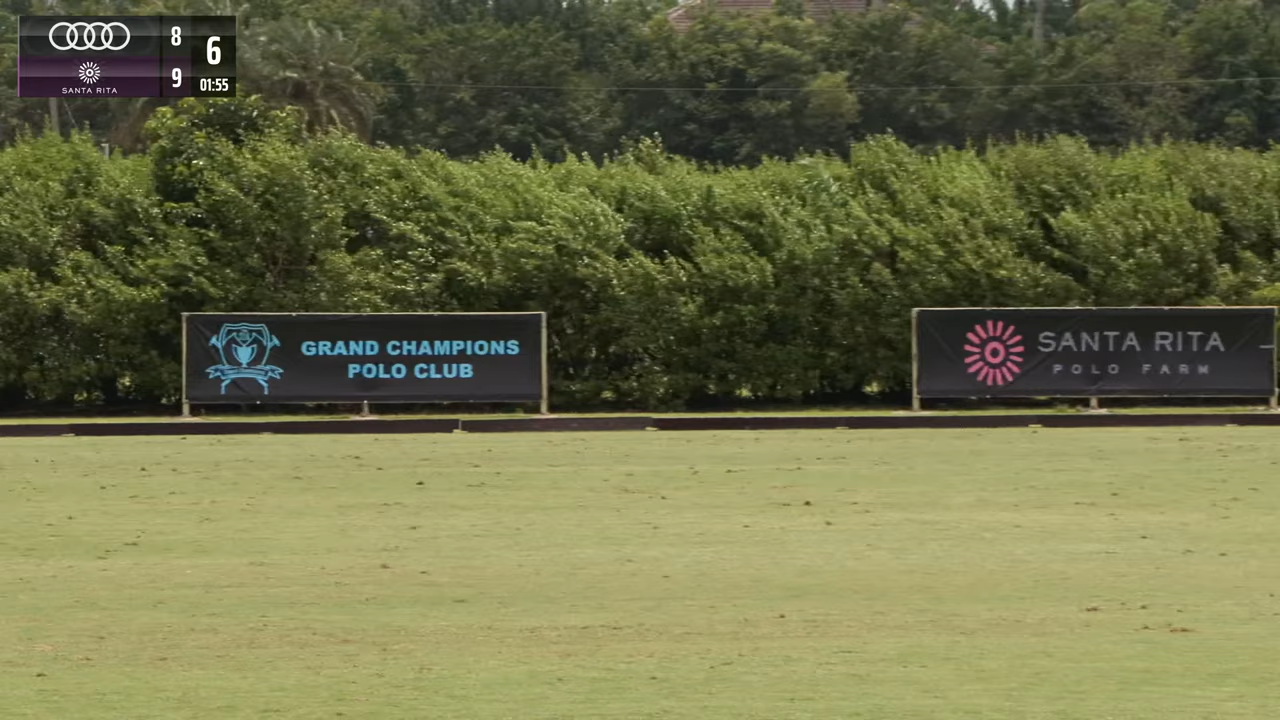 8
6
SANTA RITA
9
01:55
GRAND CHAMPIONS
POLO CLUB
SANTA RITA
POLO FARM